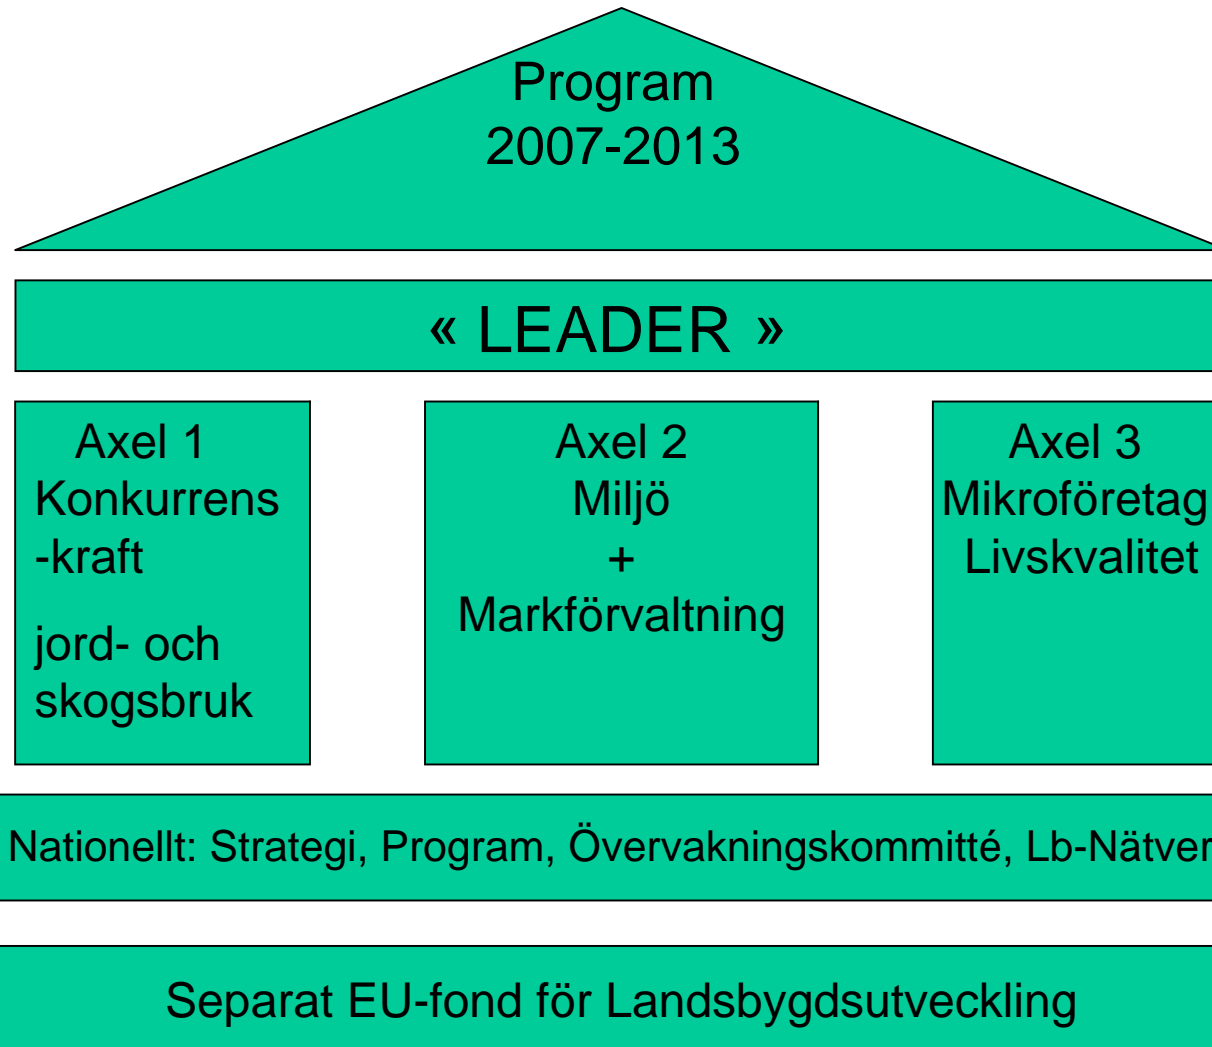 Program
2007-2013
« LEADER »
Axel 1
Konkurrens
-kraft
jord- och
skogsbruk
Axel 2
Miljö
+
Markförvaltning
Axel 3
Mikroföretag
Livskvalitet
Nationellt: Strategi, Program, Övervakningskommitté, Lb-Nätver
Separat EU-fond för Landsbygdsutveckling